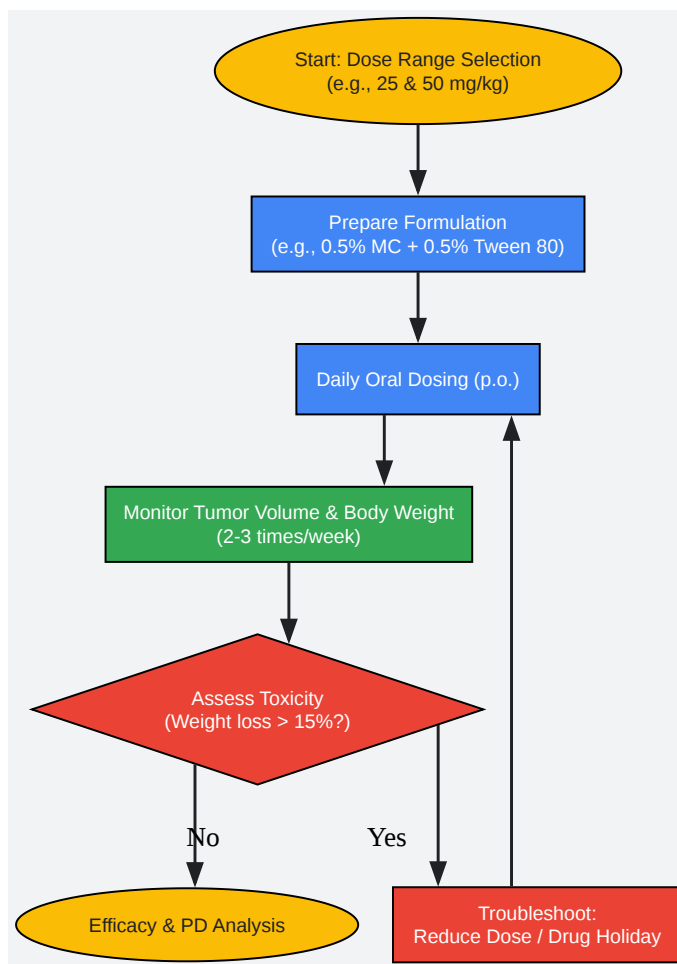 Start: Dose Range Selection
(e.g., 25 & 50 mg/kg)
Prepare Formulation
(e.g., 0.5% MC + 0.5% Tween 80)
Daily Oral Dosing (p.o.)
Monitor Tumor Volume & Body Weight
(2-3 times/week)
Assess Toxicity
(Weight loss > 15%?)
No
Yes
Efficacy & PD Analysis
Troubleshoot:
Reduce Dose / Drug Holiday